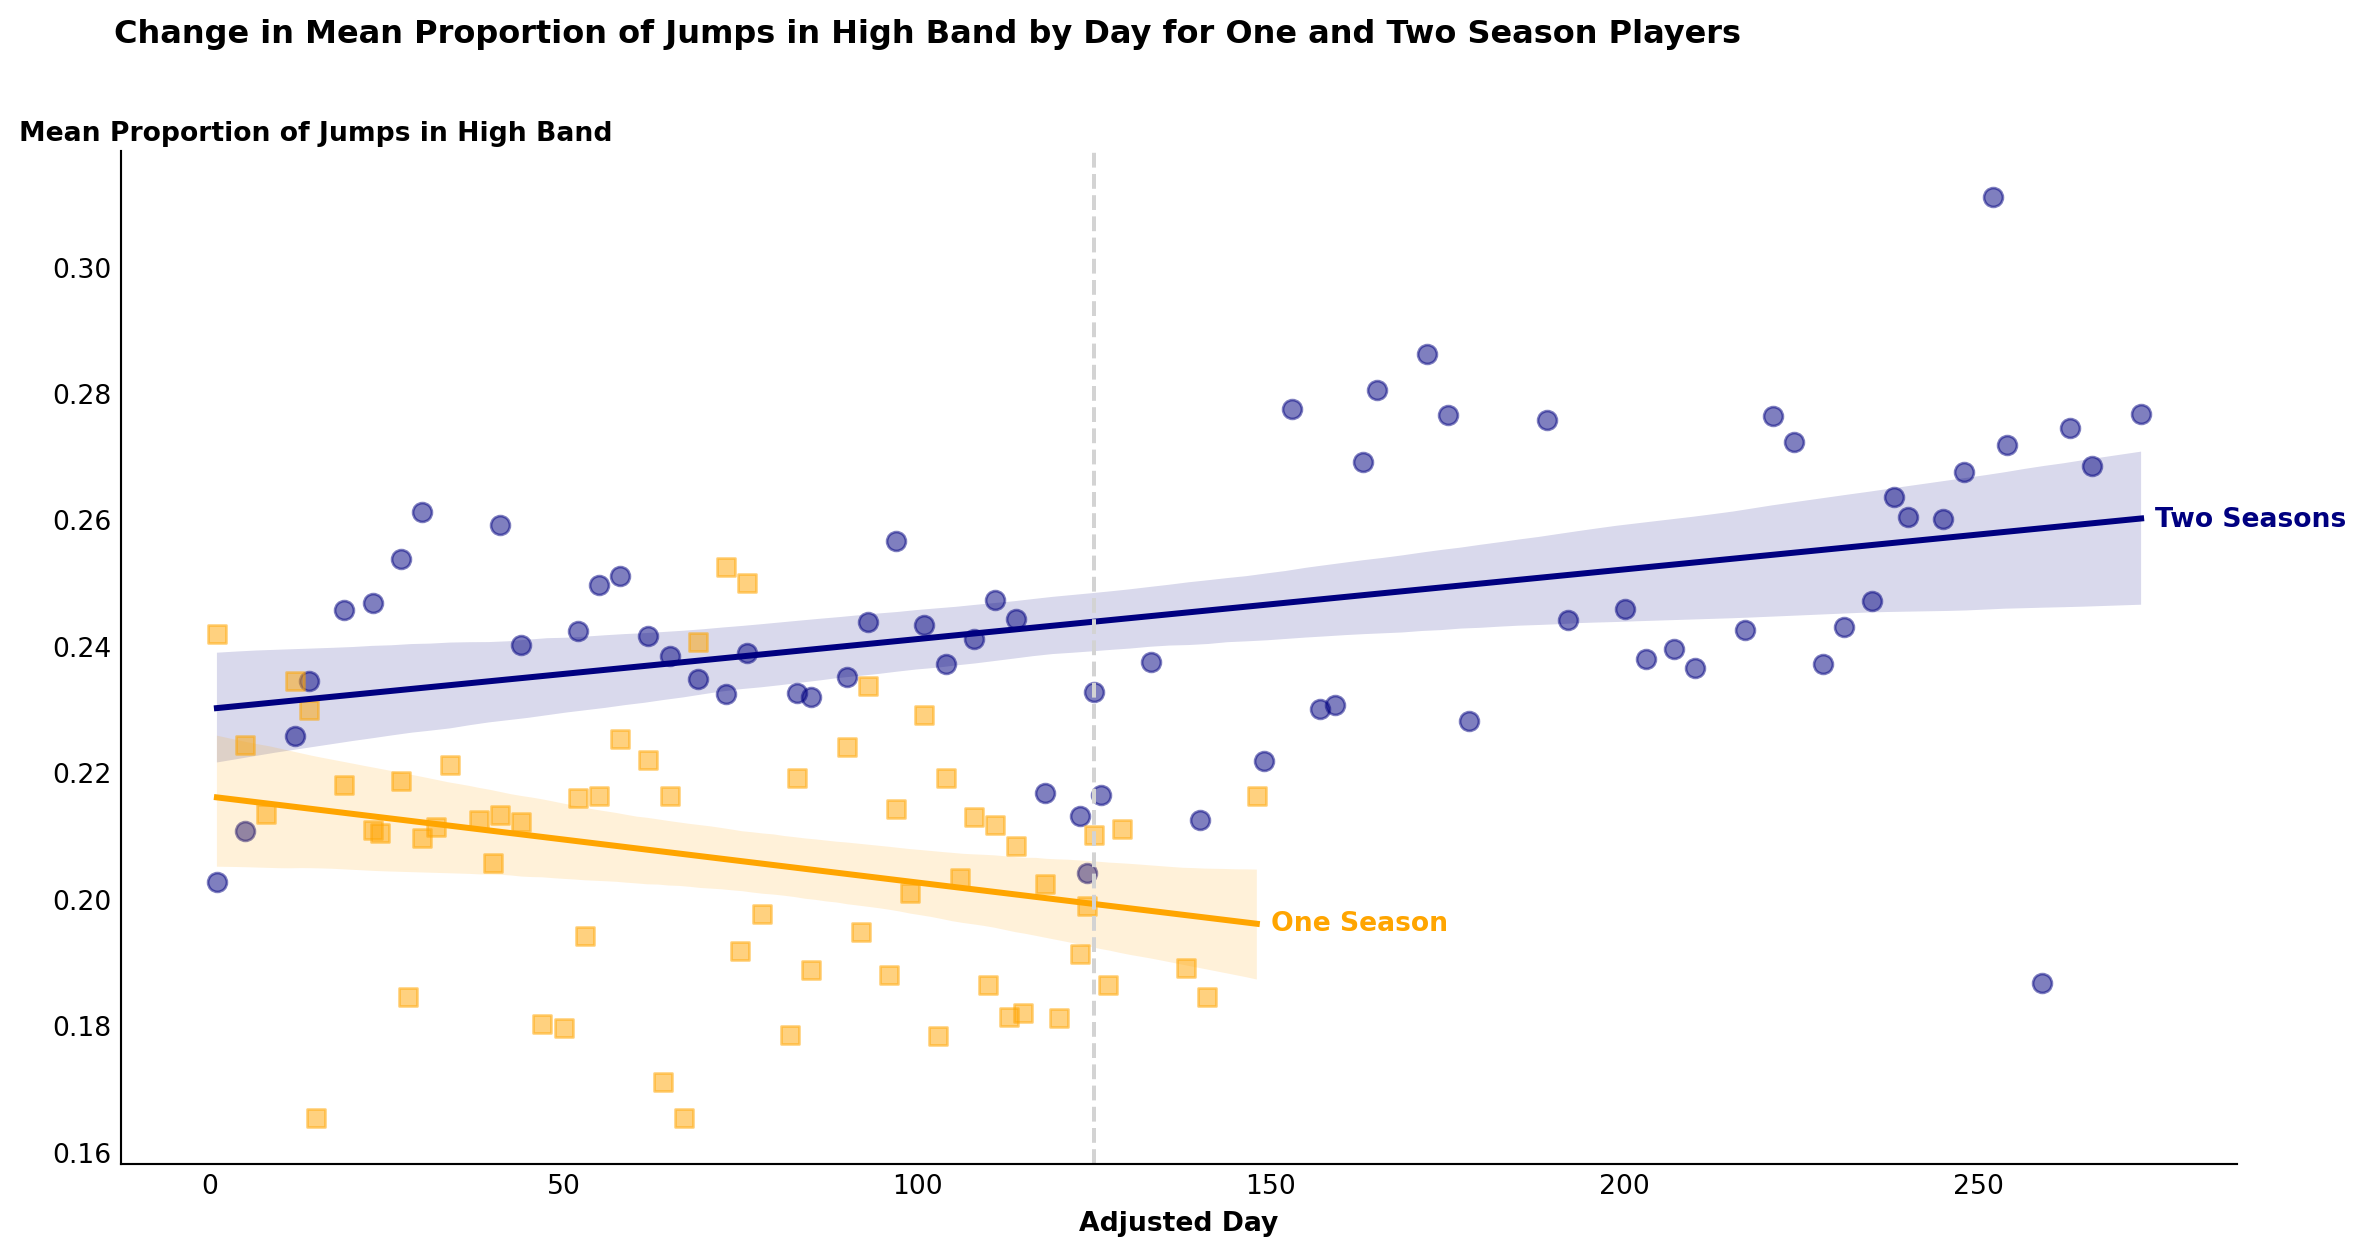 Change in Mean Proportion of Jumps in High Band by Day for One and Two Season Players
Mean Proportion of Jumps in High Band
0.30
0.28
0.26
Two Seasons
0.24
0.22
0.20
One Season
0.18
0.16
0 50 100 150 200 250
Adjusted Day